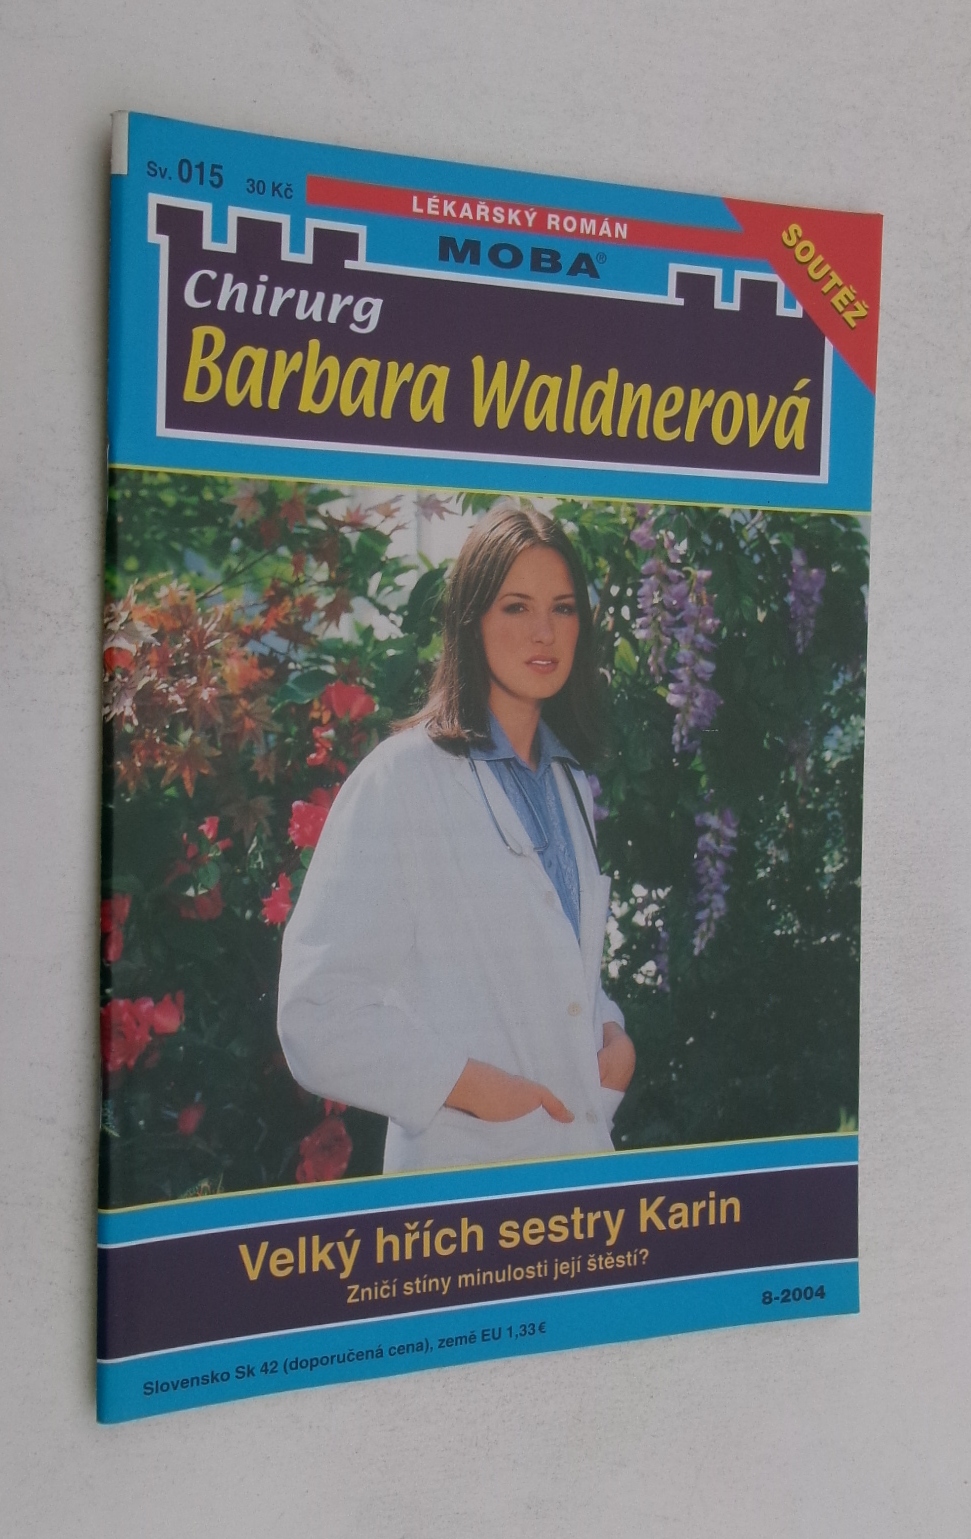 Sv. 015 30 Kč
LÉKAŘSKÝ ROMÁN
MOBA®
SOUTĚŽ
Chirurg
Barbara Waldnerová
Velký hřích sestry Karin
Zničí stíny minulosti její štěstí?
8-2004
Slovensko Sk 42 (doporučená cena), země EU 1,33 €